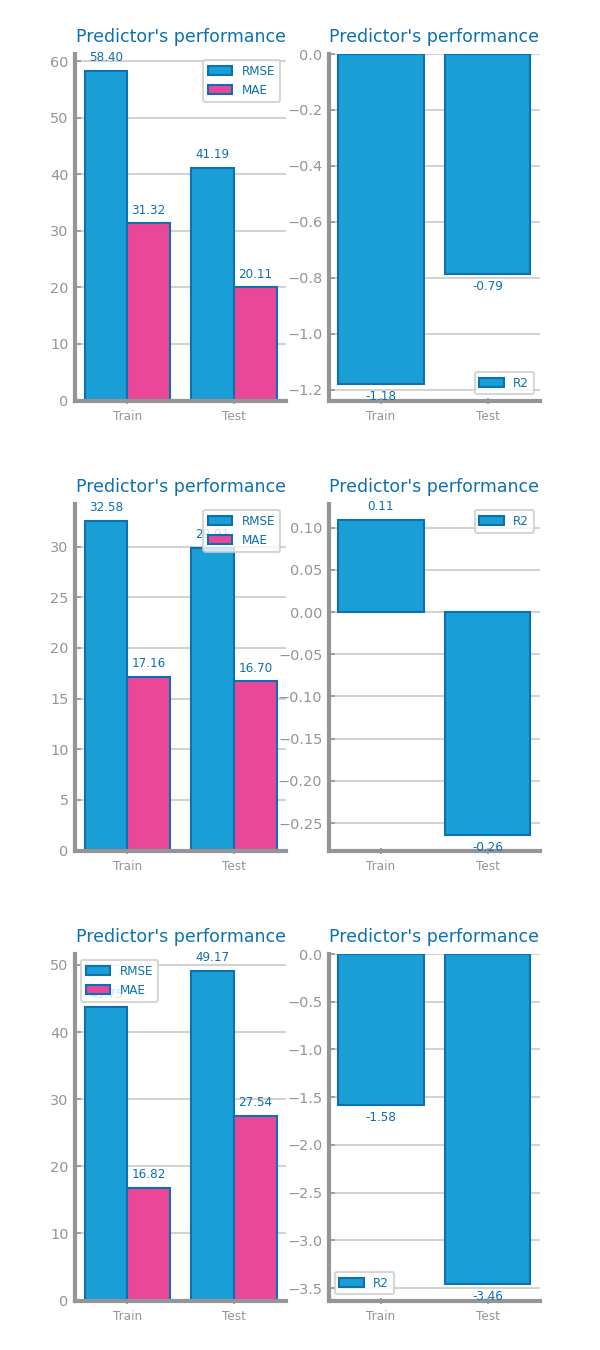 Predictor's performance
Predictor's performance
58.40
RMSE
MAE
41.19
31.32
20.11
60
50
40
30
20
10
0
Train
Test
0.0
−0.2
−0.4
−0.6
−0.8
−1.0
−1.2
-0.79
-1.18
R2
Train
Test
Predictor's performance
Predictor's performance
32.58
RMSE
MAE
17.16
16.70
30
25
20
15
10
5
0
Train
Test
0.11
R2
0.10
0.05
0.00
−0.05
−0.10
−0.15
−0.20
−0.25
-0.26
Train
Test
Predictor's performance
Predictor's performance
RMSE
MAE
49.17
27.54
16.82
50
40
30
20
10
0
Train
Test
0.0
−0.5
−1.0
−1.5
−2.0
−2.5
−3.0
−3.5
-1.58
-3.46
R2
Train
Test